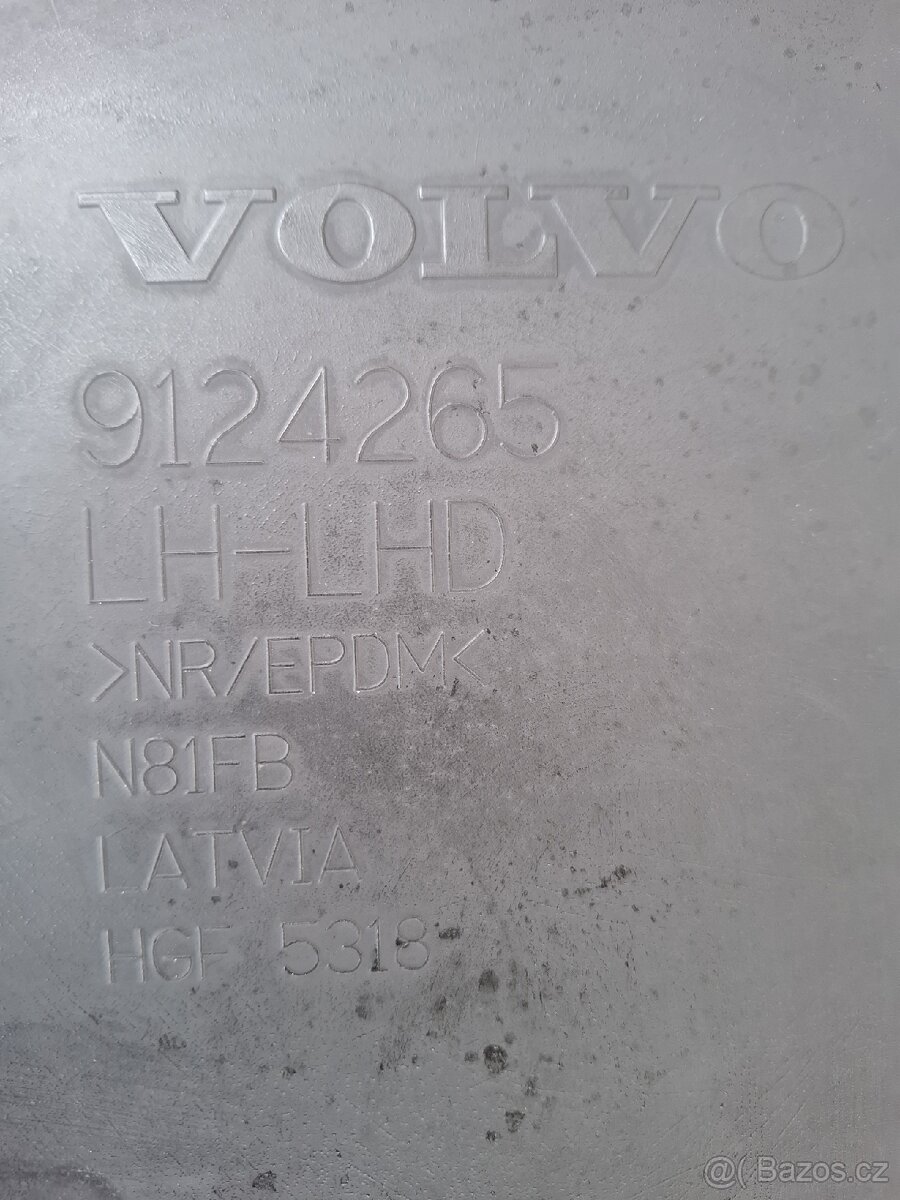 VOLVO
9124265
LH-LHD
>NR/EPDM<
N81FB
LATVIA
HGF 5318
@( Bazos.cz